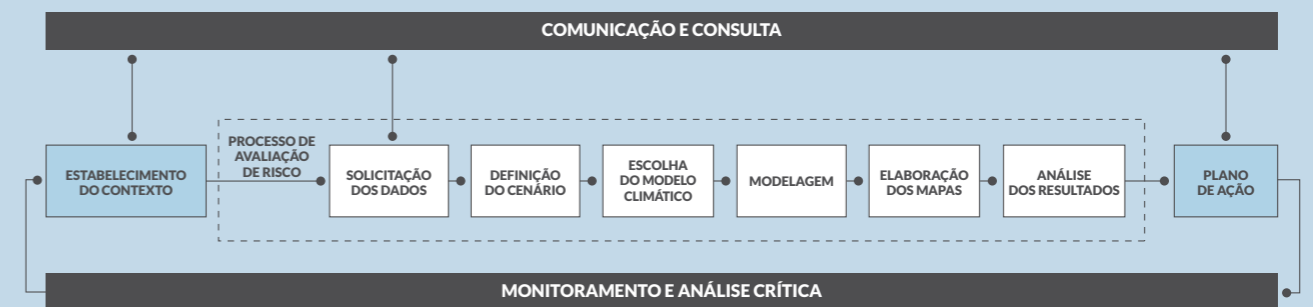 COMUNICAÇÃO E CONSULTA
PROCESSO DE
AVALIAÇÃO
DE RISCO
ESTABELECIMENTO
DO CONTEXTO
SOLICITAÇÃO
DOS DADOS
DEFINIÇÃO
DO CENÁRIO
ESCOLHA
DO MODELO
CLIMÁTICO
MODELAGEM
ELABORAÇÃO
DOS MAPAS
ANÁLISE
DOS RESULTADOS
PLANO
DE AÇÃO
MONITORAMENTO E ANÁLISE CRÍTICA